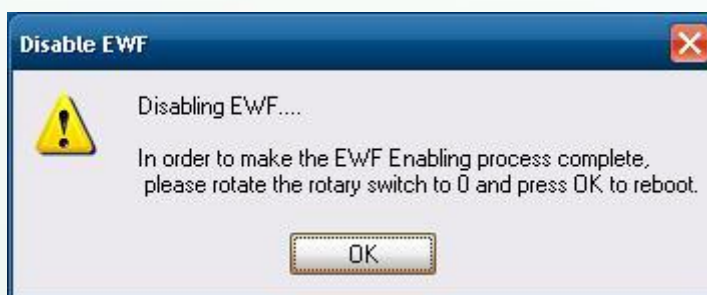 Disable EWF
Disabling EWF....
In order to make the EWF Enabling process complete,
please rotate the rotary switch to 0 and press OK to reboot.
OK